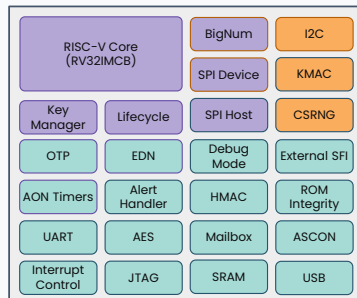 RISC-V Core
(RV32IMCB)
BigNum
I2C
SPI Device
KMAC
Key
Manager
Lifecycle
SPI Host
CSRNG
OTP
EDN
Debug
Mode
External SFI
AON Timers
Alert
Handler
HMAC
ROM
Integrity
UART
AES
Mailbox
ASCON
Interrupt
Control
JTAG
SRAM
USB